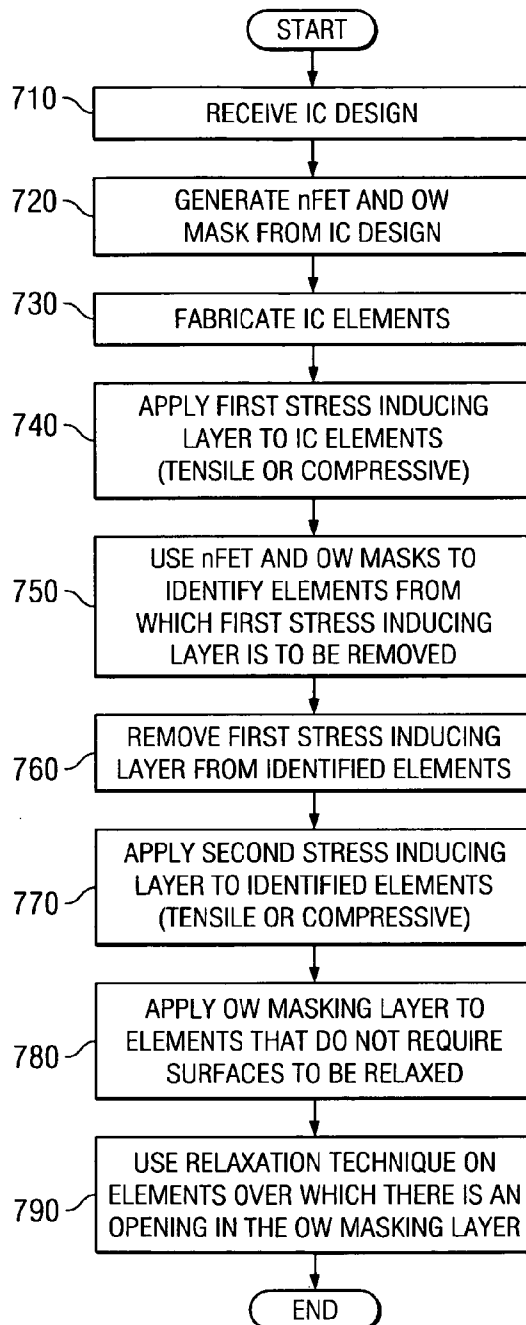 START
710
RECEIVE IC DESIGN
720
GENERATE nFET AND OW
MASK FROM IC DESIGN
730
FABRICATE IC ELEMENTS
740
APPLY FIRST STRESS INDUCING
LAYER TO IC ELEMENTS
(TENSILE OR COMPRESSIVE)
750
USE nFET AND OW MASKS TO
IDENTIFY ELEMENTS FROM
WHICH FIRST STRESS INDUCING
LAYER IS TO BE REMOVED
760
REMOVE FIRST STRESS INDUCING
LAYER FROM IDENTIFIED ELEMENTS
770
APPLY SECOND STRESS INDUCING
LAYER TO IDENTIFIED ELEMENTS
(TENSILE OR COMPRESSIVE)
780
APPLY OW MASKING LAYER TO
ELEMENTS THAT DO NOT REQUIRE
SURFACES TO BE RELAXED
790
USE RELAXATION TECHNIQUE ON
ELEMENTS OVER WHICH THERE IS AN
OPENING IN THE OW MASKING LAYER
END